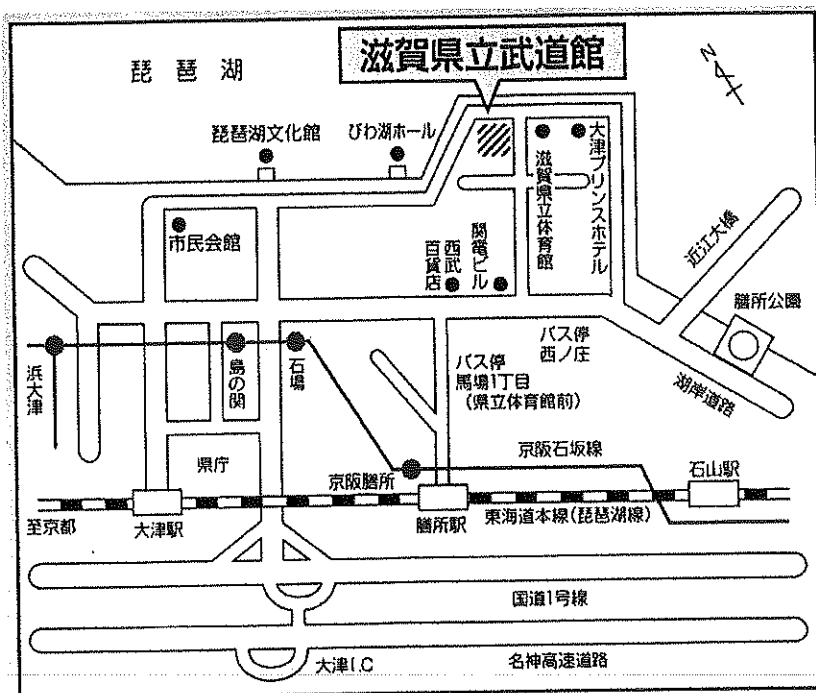 滋賀県立武道館
琵琶湖
N
琵琶湖文化館
びわ湖ホール
市民会館
西武
百貨店
関電ビル
滋賀県立体育館
大津プリンスホテル
近江大橋
膳所公園
湖岸道路
バス停
西ノ庄
バス停
馬場1丁目
(県立体育館前)
浜大津
島の関
石場
県庁
京阪膳所
京阪石坂線
石山駅
至京都
大津駅
膳所駅
東海道本線(琵琶湖線)
国道1号線
大津I.C
名神高速道路